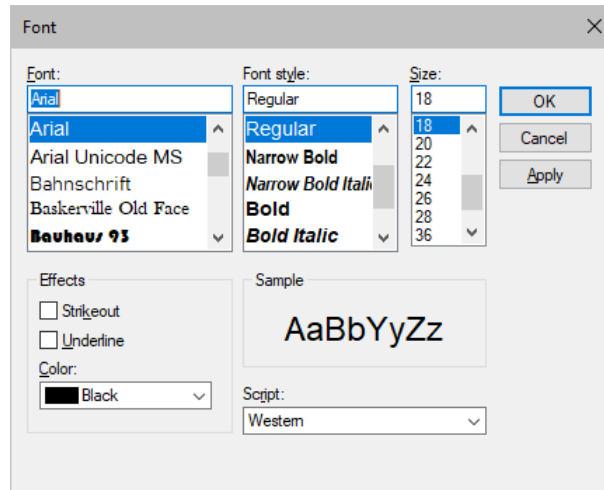 Font
Font: Font style: Size:
Arial Regular 18
Arial Regular 18
Arial Unicode MS Narrow Bold 20
Bahnschrift Narrow Bold Itali 22
Baskerville Old Face Bold 24
Bauhaus 93 Bold Italic 26
28
36
OK
Cancel
Apply
Effects
Strikeout
Underline
Color:
Black
Sample
AaBbYyZz
Script:
Western